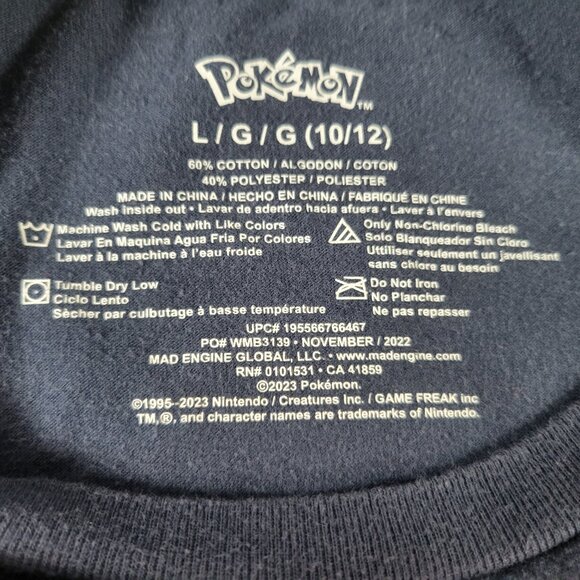 POKéMON™
L / G / G (10/12)
60% COTTON / ALGODON / COTON
40% POLYESTER / POLIESTER
MADE IN CHINA / HECHO EN CHINA / FABRIQUÉ EN CHINE
Wash inside out • Lavar de adentro hacia afuera • Laver à l'envers
Machine Wash Cold with Like Colors
Lavar En Maquina Agua Fria Por Colores
Laver à la machine à l'eau froide
Only Non-Chlorine Bleach
Solo Blanqueador Sin Cloro
Utiliser seulement un javellisant
sans chlore au besoin
Tumble Dry Low
Ciclo Lento
Sècher par culbutage à basse température
Do Not Iron
No Planchar
Ne pas repasser
UPC# 195566766467
PO# WMB3139 • NOVEMBER / 2022
MAD ENGINE GLOBAL, LLC. • www.madengine.com
RN# 0101531 • CA 41859
©2023 Pokémon.
©1995–2023 Nintendo / Creatures Inc. / GAME FREAK inc
TM,®, and character names are trademarks of Nintendo.